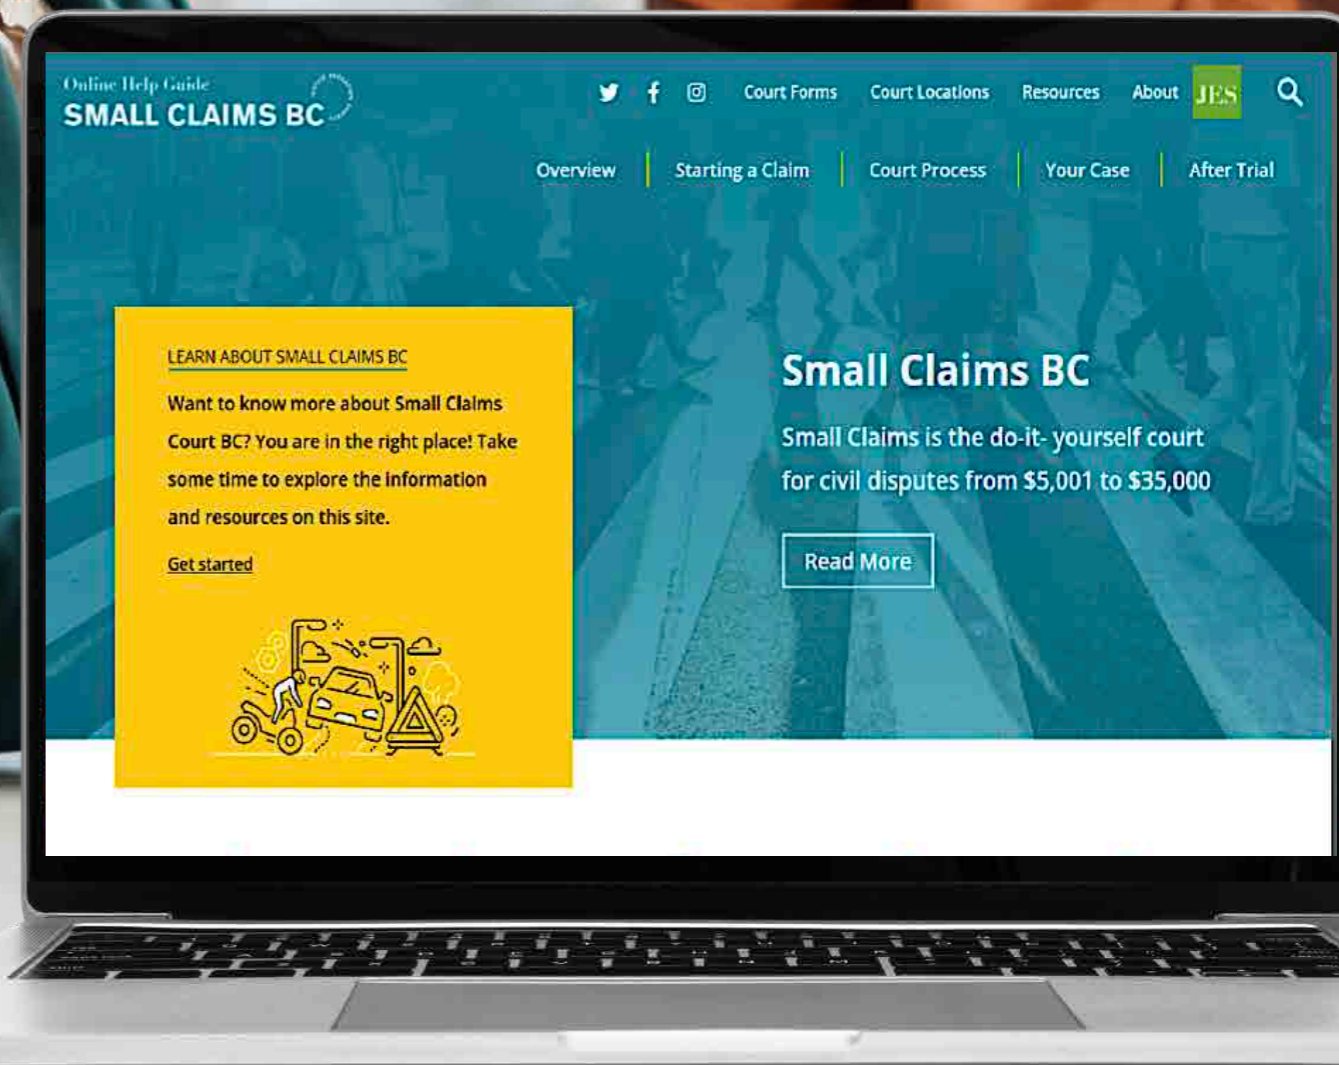 Online Help Guide
SMALL CLAIMS BC
Court Forms Court Locations Resources About JES
Overview Starting a Claim Court Process Your Case After Trial
LEARN ABOUT SMALL CLAIMS BC
Want to know more about Small Claims
Court BC? You are in the right place! Take
some time to explore the information
and resources on this site.
Get started
Small Claims BC
Small Claims is the do-it- yourself court
for civil disputes from $5,001 to $35,000
Read More